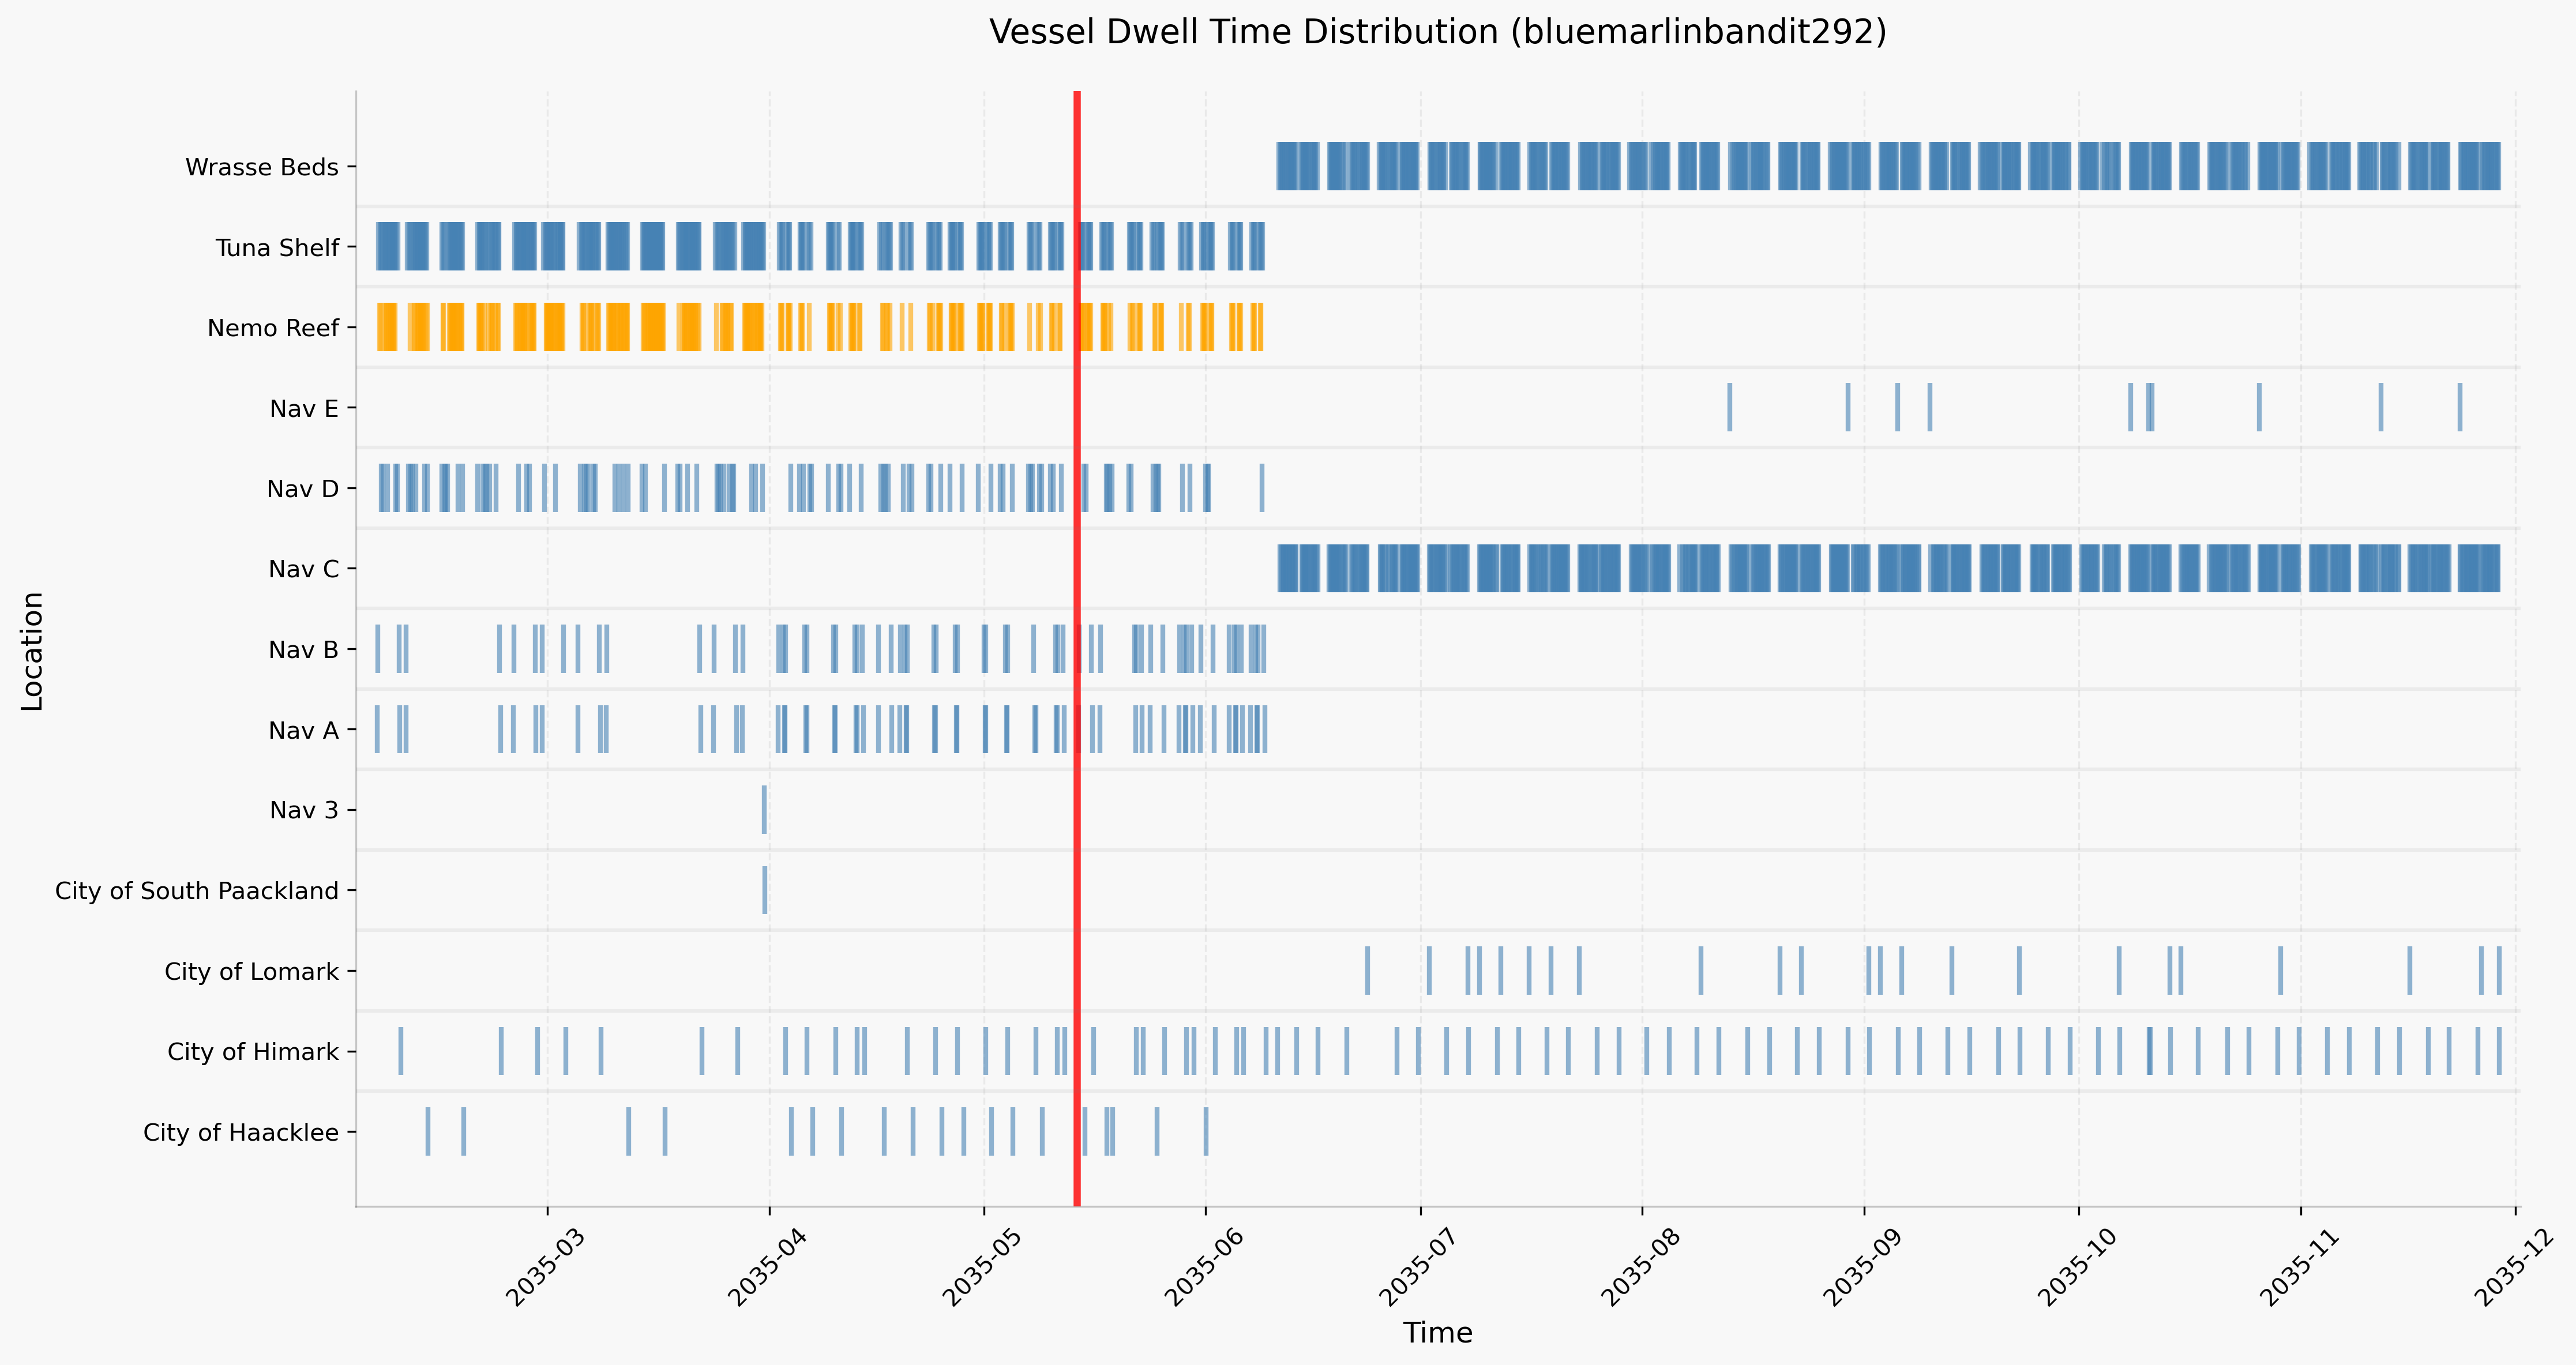 Vessel Dwell Time Distribution (bluemarlinbandit292)
Wrasse Beds
Tuna Shelf
Nemo Reef
Nav E
Nav D
Nav C
Nav B
Nav A
Nav 3
City of South Paackland
City of Lomark
City of Himark
City of Haacklee
Location
2035-03
2035-04
2035-05
2035-06
2035-07
2035-08
2035-09
2035-10
2035-11
2035-12
Time